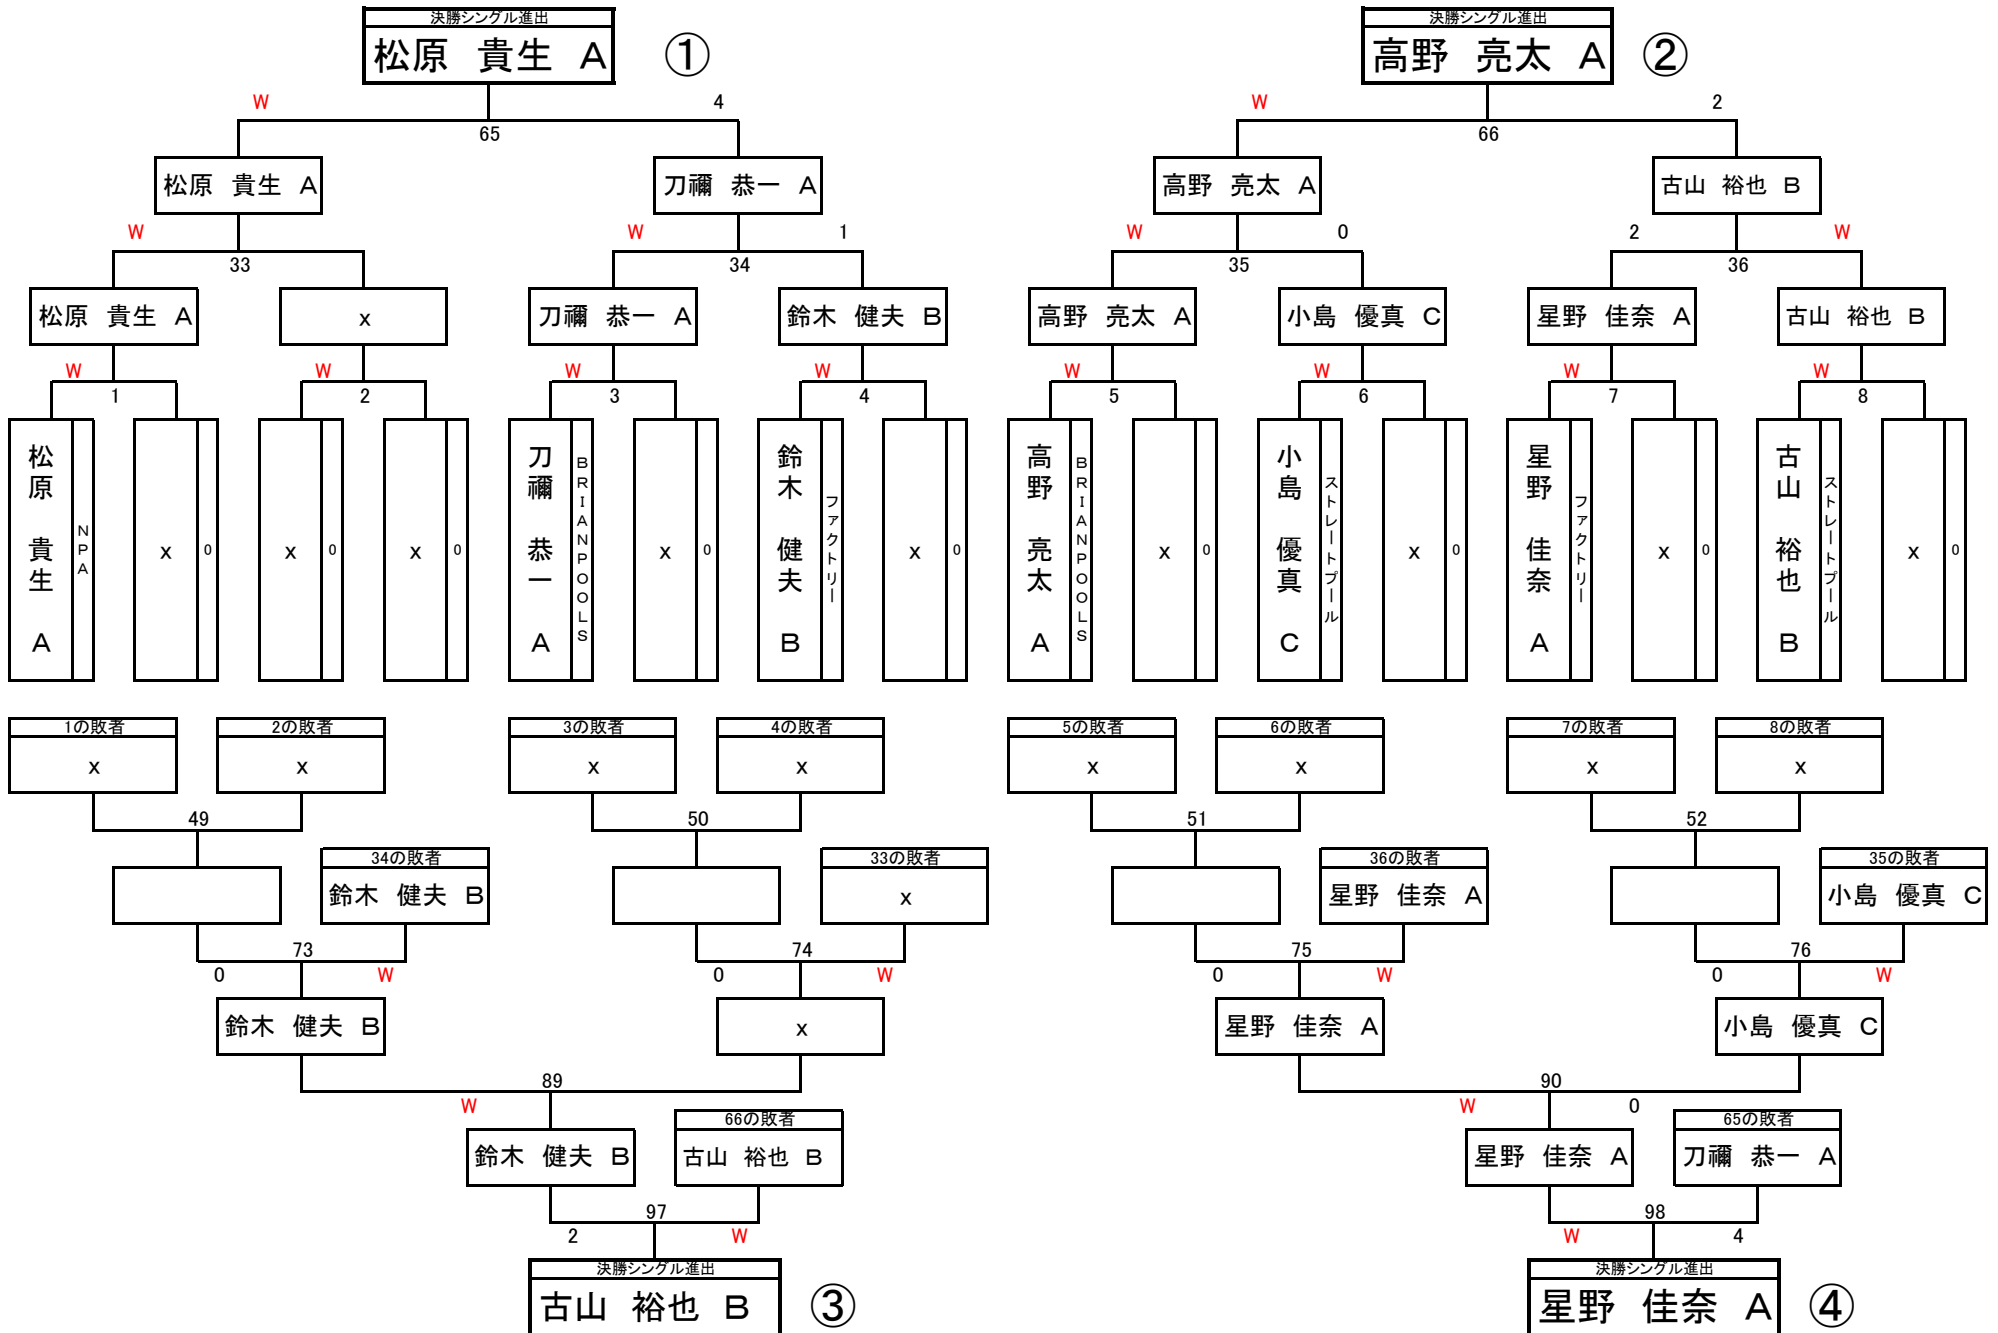 決勝シングル進出
松原　貴生　A
①
決勝シングル進出
高野　亮太　A
②
W 4
65
W 2
66
松原　貴生　A
刀禰　恭一　A
高野　亮太　A
古山　裕也　B
W
33
W 1
34
W 0
35
2 W
36
松原　貴生　A
x
刀禰　恭一　A
鈴木　健夫　B
高野　亮太　A
小島　優真　C
星野　佳奈　A
古山　裕也　B
W
1
W
2
W
3
W
4
W
5
W
6
W
7
W
8
松原　貴生　A
NPA
x
0
x
0
x
0
刀禰　恭一　A
BRIANPOOLS
x
0
鈴木　健夫　B
ファクトリー
x
0
高野　亮太　A
BRIANPOOLS
x
0
小島　優真　C
ストレートプール
x
0
星野　佳奈　A
ファクトリー
x
0
古山　裕也　B
ストレートプール
x
0
1の敗者
x
2の敗者
x
3の敗者
x
4の敗者
x
5の敗者
x
6の敗者
x
7の敗者
x
8の敗者
x
49
50
51
52
34の敗者
鈴木　健夫　B
33の敗者
x
36の敗者
星野　佳奈　A
35の敗者
小島　優真　C
73
0 W
74
0 W
75
0 W
76
0 W
鈴木　健夫　B
x
星野　佳奈　A
小島　優真　C
89
W
90
W 0
鈴木　健夫　B
66の敗者
古山　裕也　B
星野　佳奈　A
65の敗者
刀禰　恭一　A
97
2 W
98
W 4
決勝シングル進出
古山　裕也　B
③
決勝シングル進出
星野　佳奈　A
④